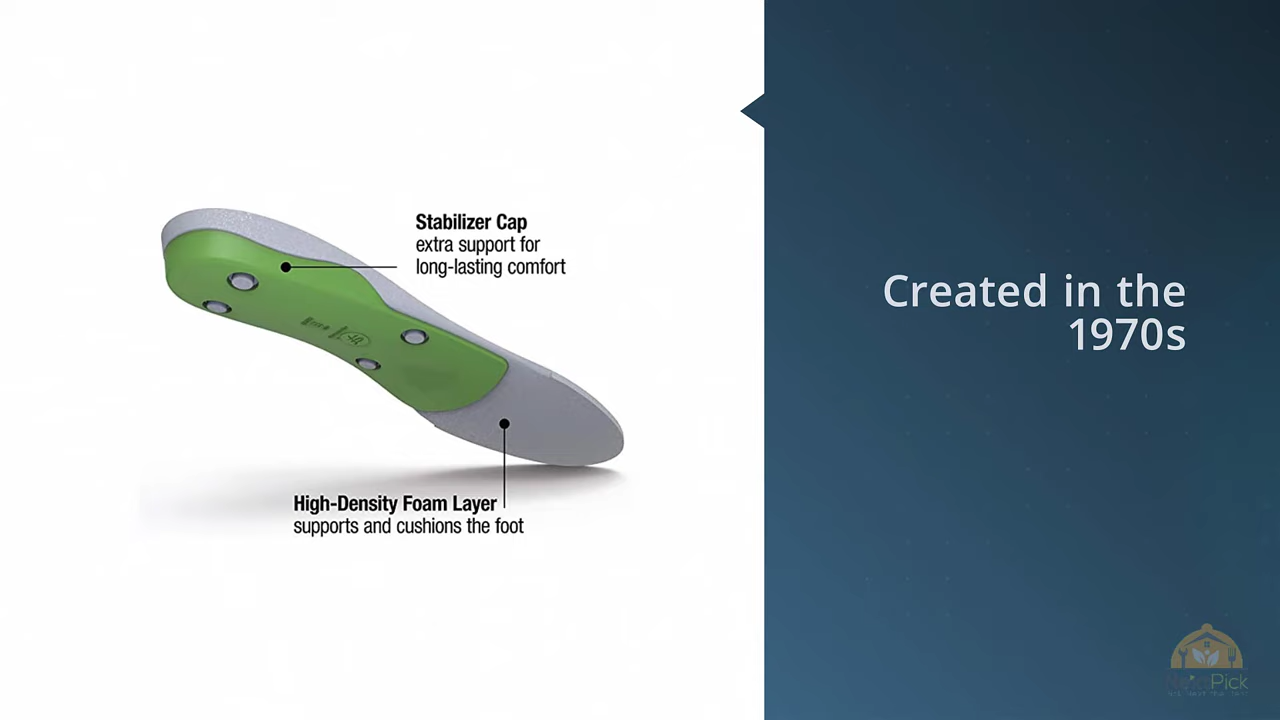 Stabilizer Cap
extra support for
long-lasting comfort
High-Density Foam Layer
supports and cushions the foot
Created in the
1970s